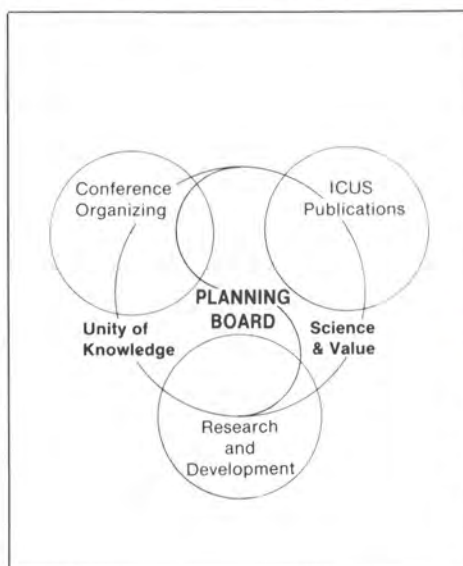 Conference
Organizing
ICUS
Publications
PLANNING
BOARD
Unity of
Knowledge
Science
& Value
Research
and
Development